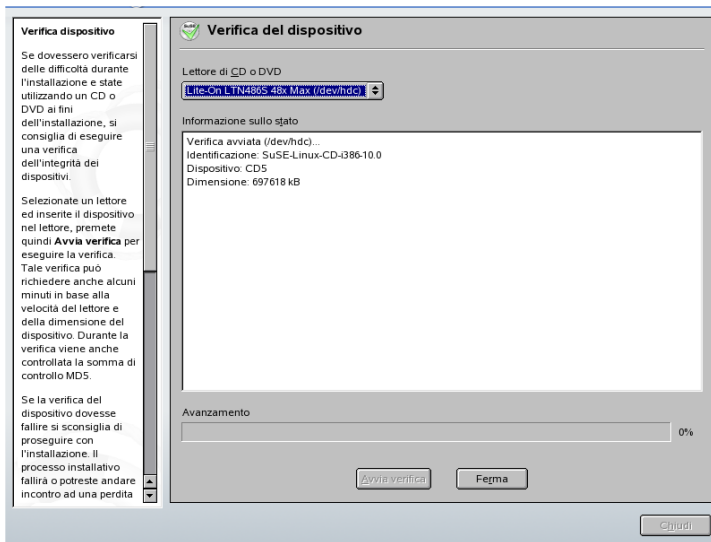 Verifica dispositivo
Se dovessero verificarsi
delle difficoltà durante
l'installazione e state
utilizzando un CD o
DVD ai fini
dell'installazione, si
consiglia di eseguire
una verifica
dell'integrità dei
dispositivi.
Selezionate un lettore
ed inserite il dispositivo
nel lettore, premete
quindi Avvia verifica per
eseguire la verifica.
Tale verifica può
richiedere anche alcuni
minuti in base alla
velocità del lettore e
della dimensione del
dispositivo. Durante la
verifica viene anche
controllata la somma di
controllo MD5.
Se la verifica del
dispositivo dovesse
fallire si sconsiglia di
proseguire con
l'installazione. Il
processo installativo
fallirà o potreste andare
incontro ad una perdita
Verifica del dispositivo
Lettore di CD o DVD
Lite-On LTN486S 48x Max (/dev/hdc)
Informazione sullo stato
Verifica avviata (/dev/hdc)...
Identificazione: SuSE-Linux-CD-i386-10.0
Dispositivo: CD5
Dimensione: 697618 kB
Avanzamento
0%
Avvia verifica
Ferma
Chiudi